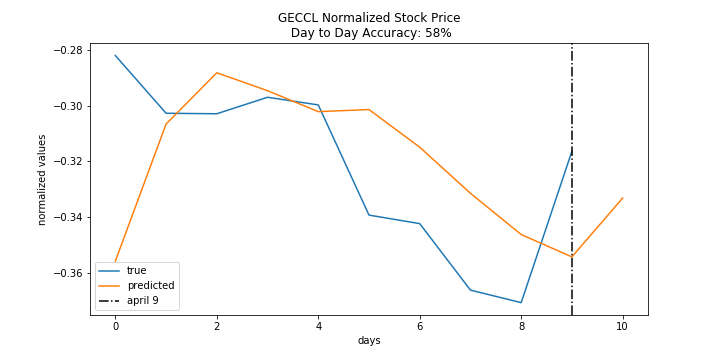 GECCL Normalized Stock Price
Day to Day Accuracy: 58%
−0.28
−0.30
−0.32
−0.34
−0.36
normalized values
true
predicted
april 9
0 2 4 6 8 10
days